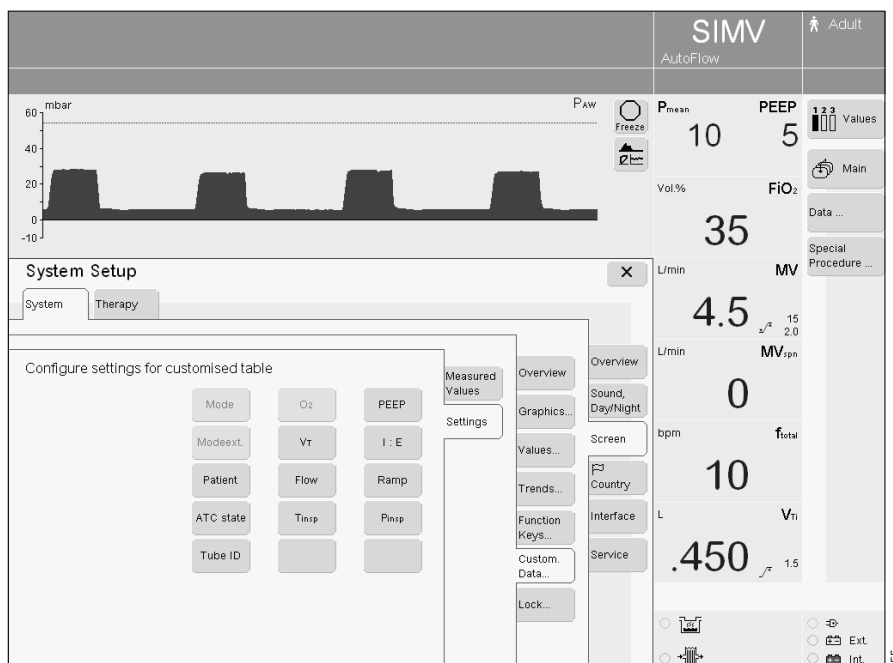 SIMV
AutoFlow
Adult
mbar
PAW
60
40
20
0
-10
Freeze
Pmean PEEP
10 5
Vol.% FiO2
35
L/min MV
4.5 15
2.0
L/min MVspn
0
bpm ftotal
10
L VTi
.450 1.5
1 2 3
Values
Main
Data ...
Special
Procedure ...
System Setup
System Therapy
Configure settings for customised table
Mode O2 PEEP
Modeext. VT I : E
Patient Flow Ramp
ATC state Tinsp Pinsp
Tube ID
Measured
Values
Settings
Overview
Graphics...
Values...
Trends...
Function
Keys...
Custom.
Data...
Lock...
Overview
Sound,
Day/Night
Screen
Country
Interface
Service
Ext.
Int.